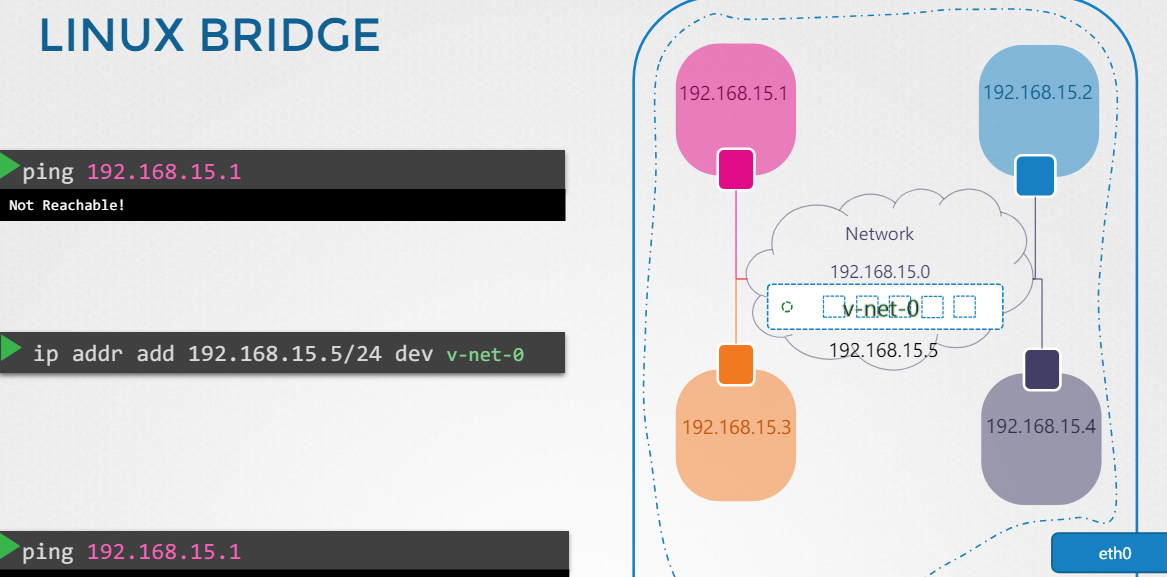 LINUX BRIDGE
ping 192.168.15.1
Not Reachable!
ip addr add 192.168.15.5/24 dev v-net-0
ping 192.168.15.1
192.168.15.1
192.168.15.2
Network
192.168.15.0
v-net-0
192.168.15.5
192.168.15.3
192.168.15.4
eth0